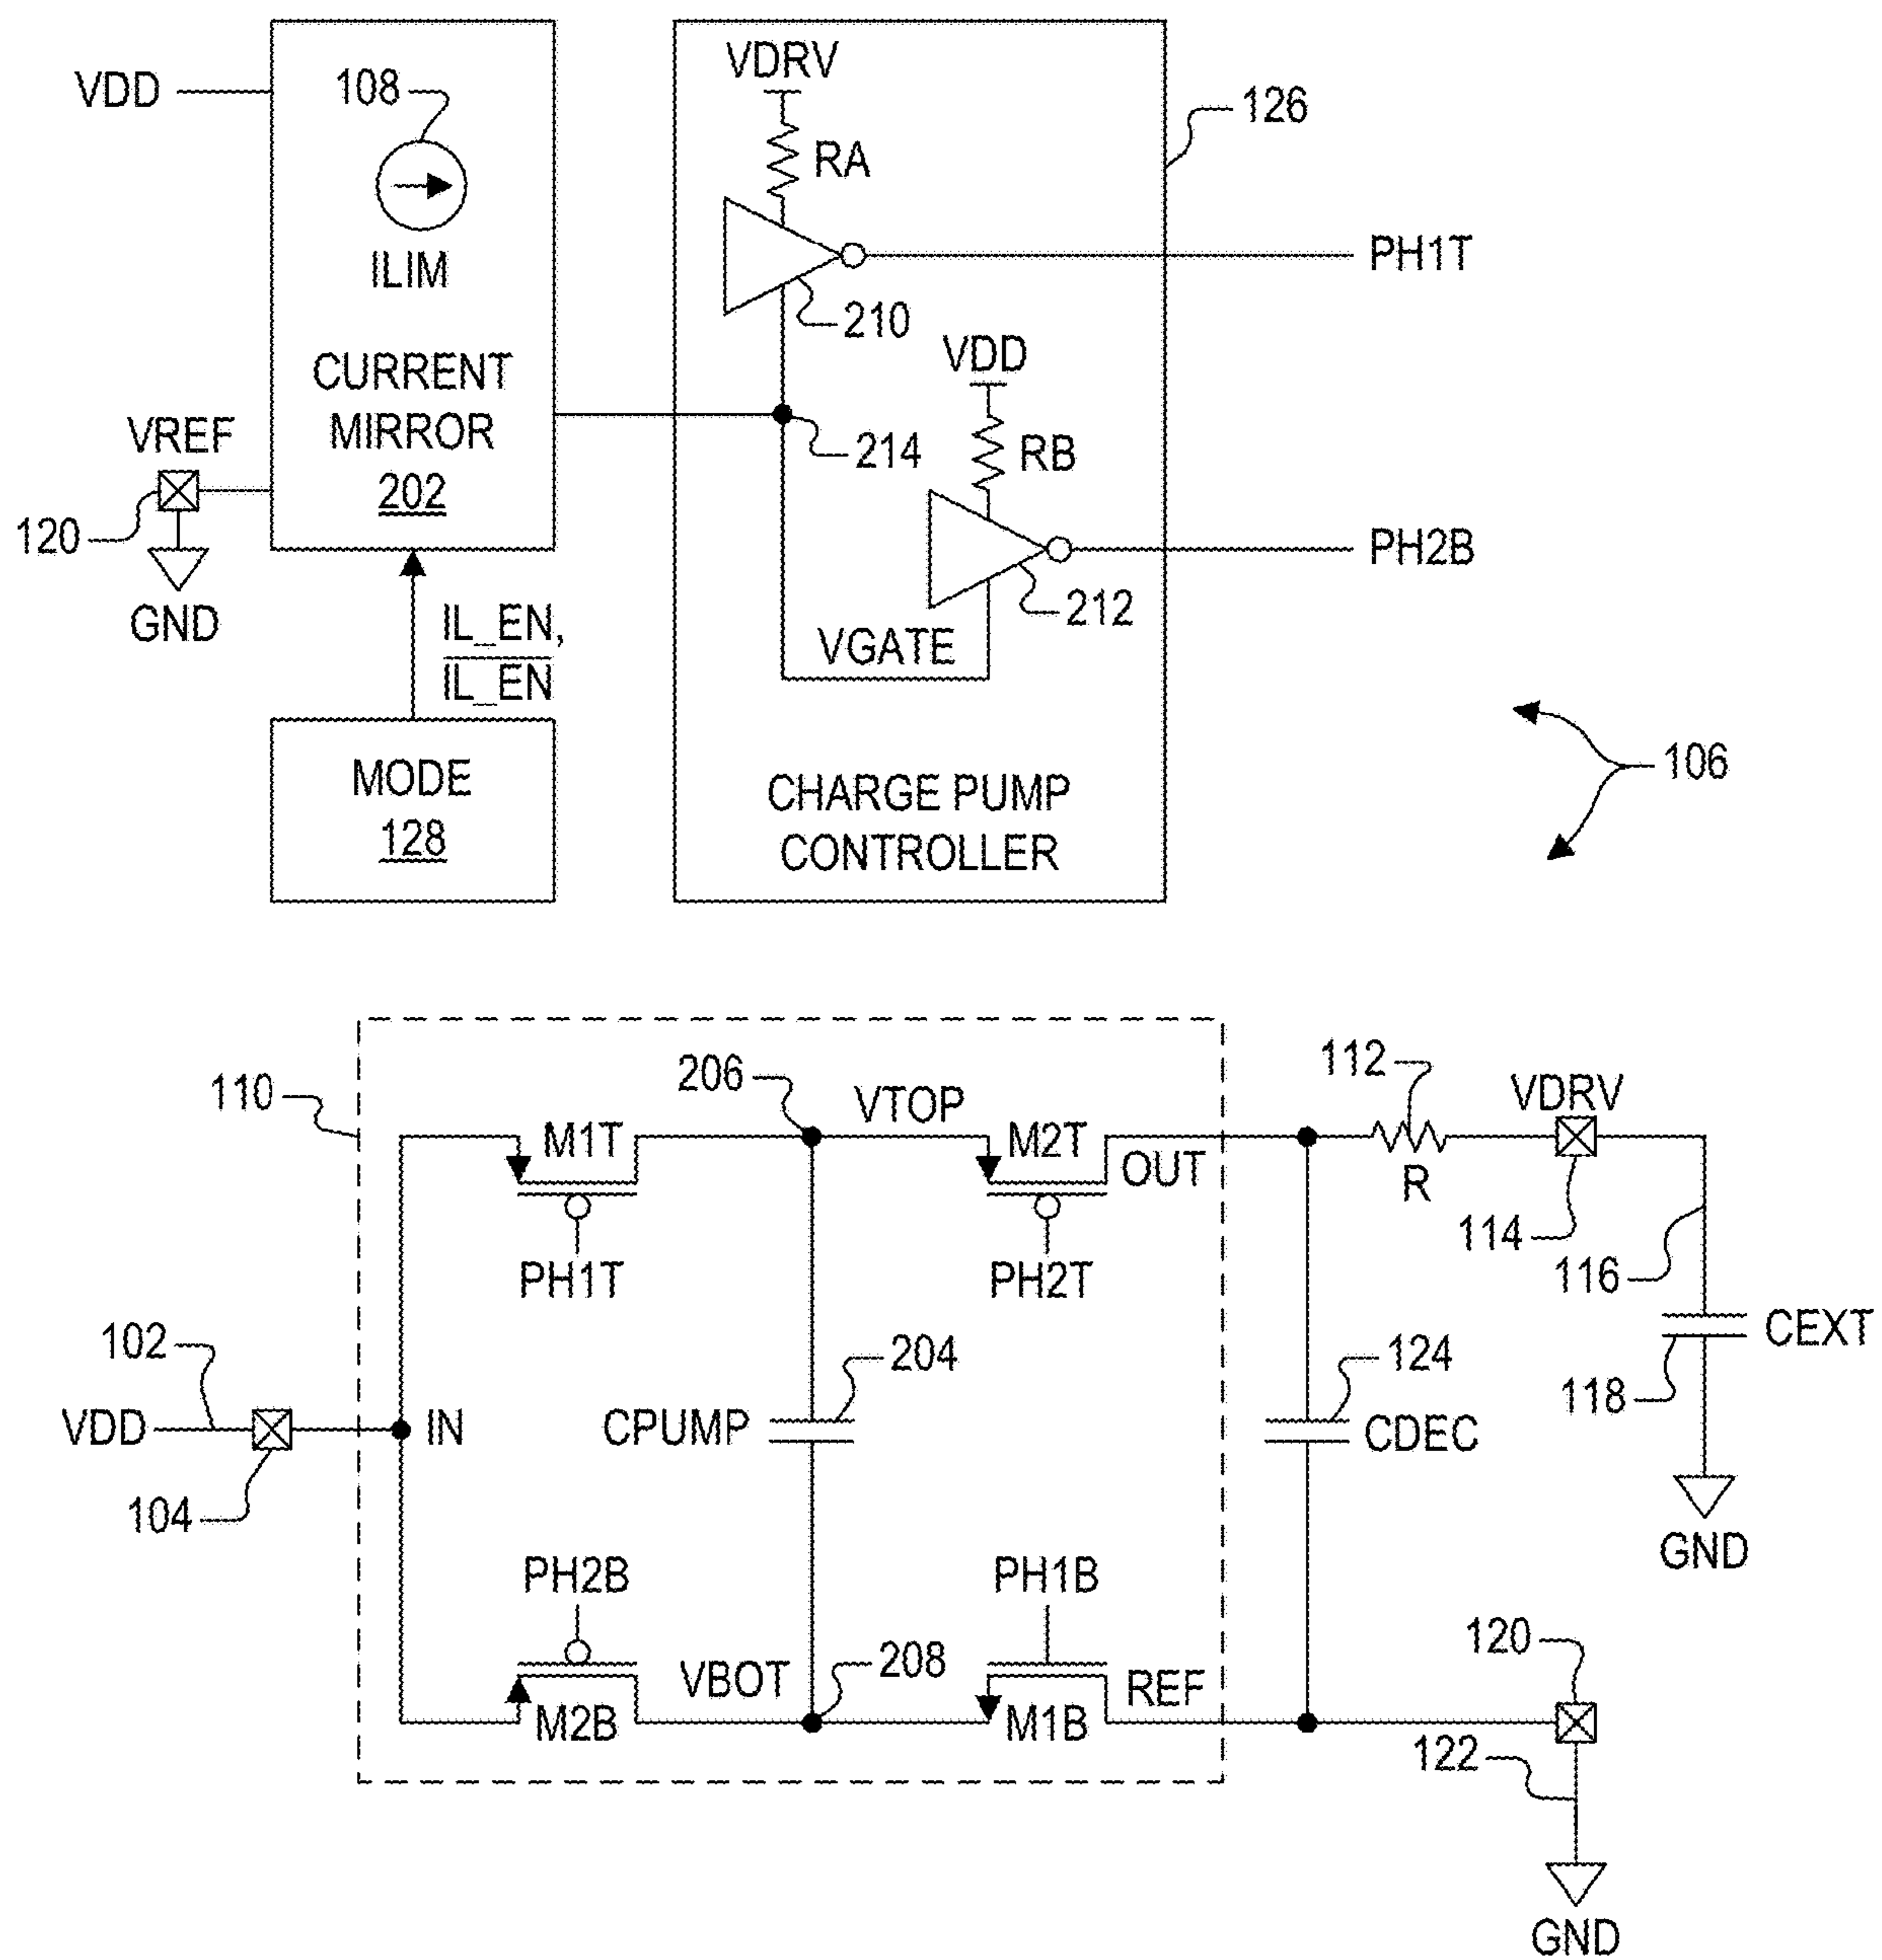 VDD
108
ILIM
CURRENT
MIRROR
202
VREF
120
GND
IL_EN,
IL_EN
MODE
128
VDRV
RA
210
VDD
RB
214
212
VGATE
CHARGE PUMP
CONTROLLER
126
PH1T
PH2B
106
110
206
VTOP
112
VDRV
M1T
M2T
OUT
R
114
PH1T
PH2T
116
102
VDD
104
IN
CPUMP
204
124
CDEC
CEXT
118
GND
PH2B
PH1B
VBOT
208
REF
120
M2B
M1B
122
GND